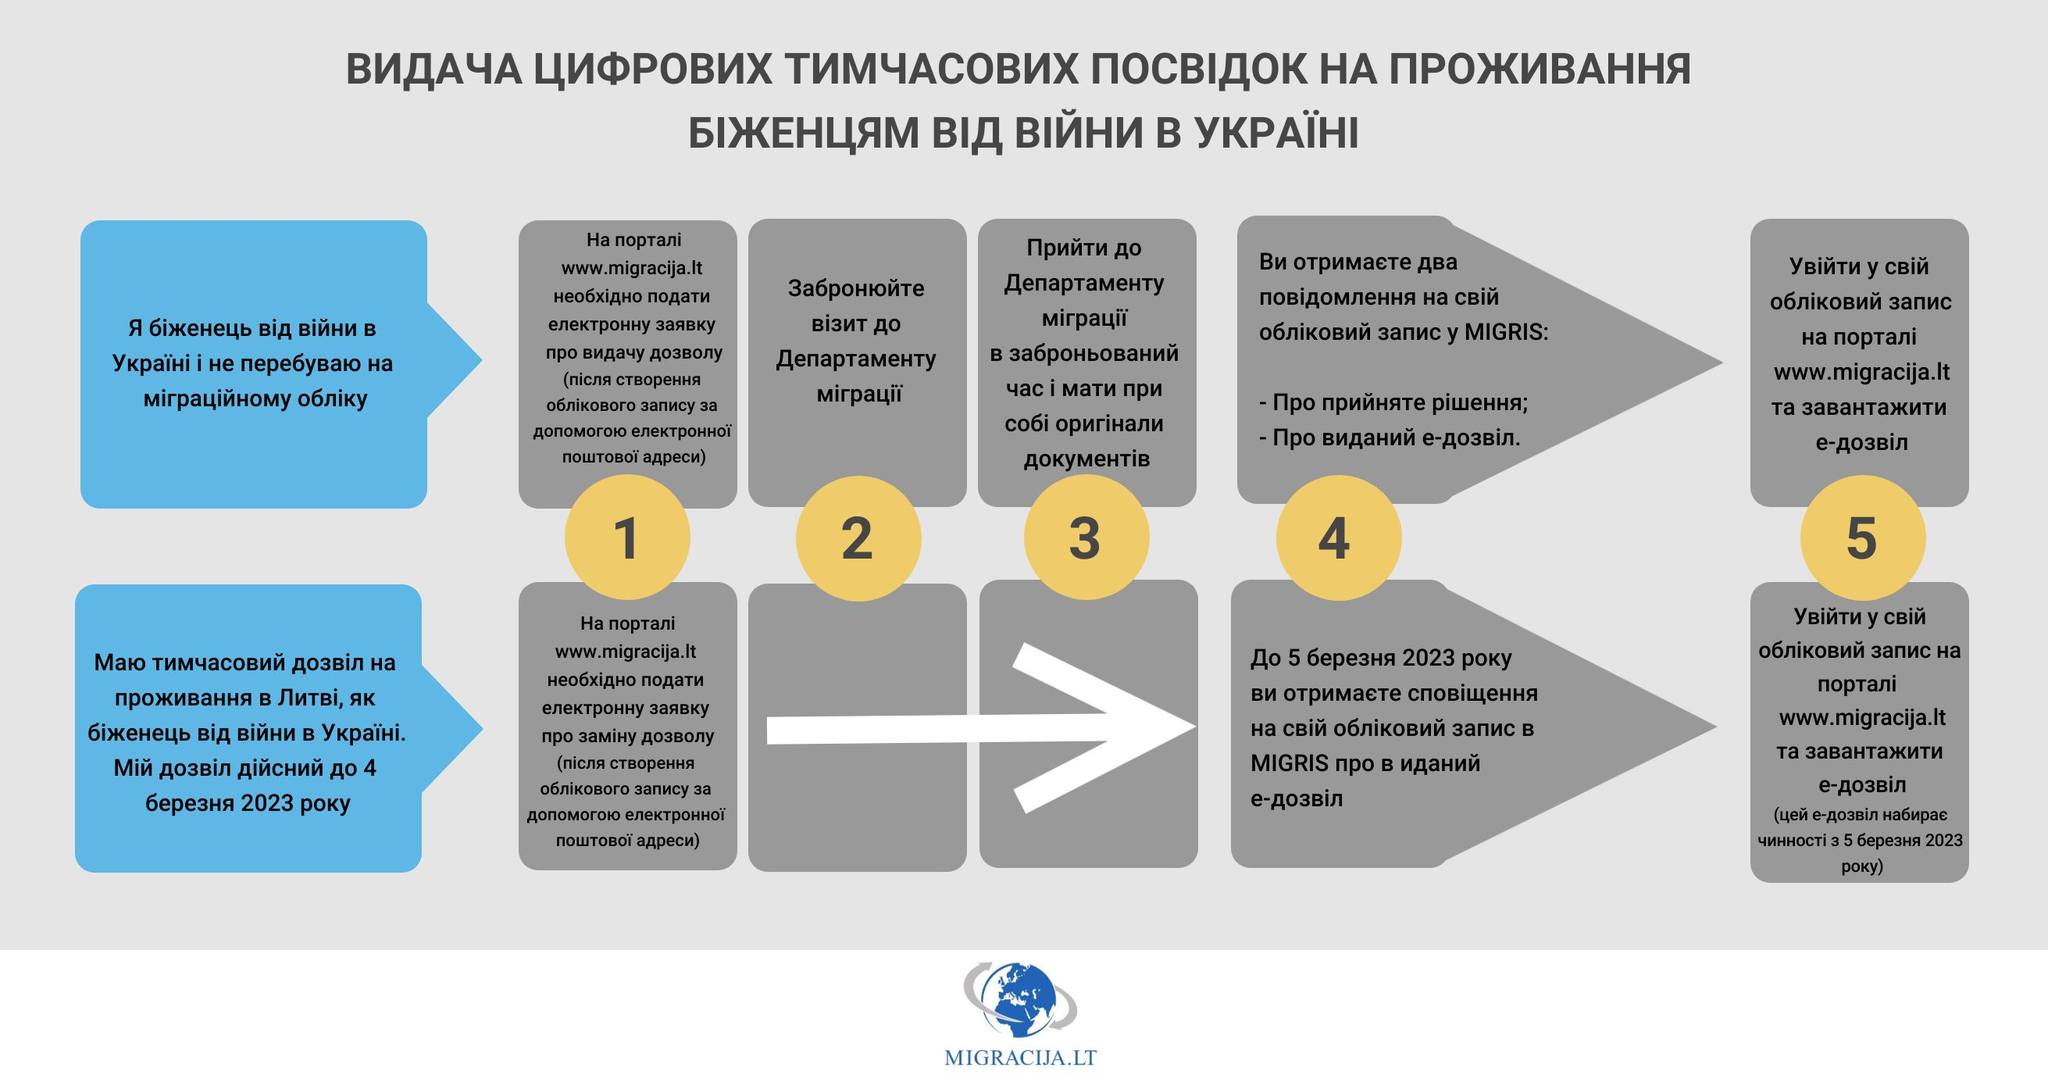 ВИДАЧА ЦИФРОВИХ ТИМЧАСОВИХ ПОСВІДОК НА ПРОЖИВАННЯ
БІЖЕНЦЯМ ВІД ВІЙНИ В УКРАЇНІ
Я біженець від війни в
Україні і не перебуваю на
міграційному обліку
На порталі
www.migracija.lt
необхідно подати
електронну заявку
про видачу дозволу
(після створення
облікового запису за
допомогою електронної
поштової адреси)
Забронюйте
візит до
Департаменту
міграції
Прийти до
Департаменту
міграції
в заброньований
час і мати при
собі оригінали
документів
Ви отримаєте два
повідомлення на свій
обліковий запис у MIGRIS:
- Про прийняте рішення;
- Про виданий е-дозвіл.
Увійти у свій
обліковий запис
на порталі
www.migracija.lt
та завантажити
е-дозвіл
1
2
3
4
5
Маю тимчасовий дозвіл на
проживання в Литві, як
біженець від війни в Україні.
Мій дозвіл дійсний до 4
березня 2023 року
На порталі
www.migracija.lt
необхідно подати
електронну заявку
про заміну дозволу
(після створення
облікового запису за
допомогою електронної
поштової адреси)
До 5 березня 2023 року
ви отримаєте сповіщення
на свій обліковий запис в
MIGRIS про в иданий
е-дозвіл
Увійти у свій
обліковий запис на
порталі
www.migracija.lt
та завантажити
е-дозвіл
(цей е-дозвіл набирає
чинності з 5 березня 2023
року)
MIGRACIJA.LT